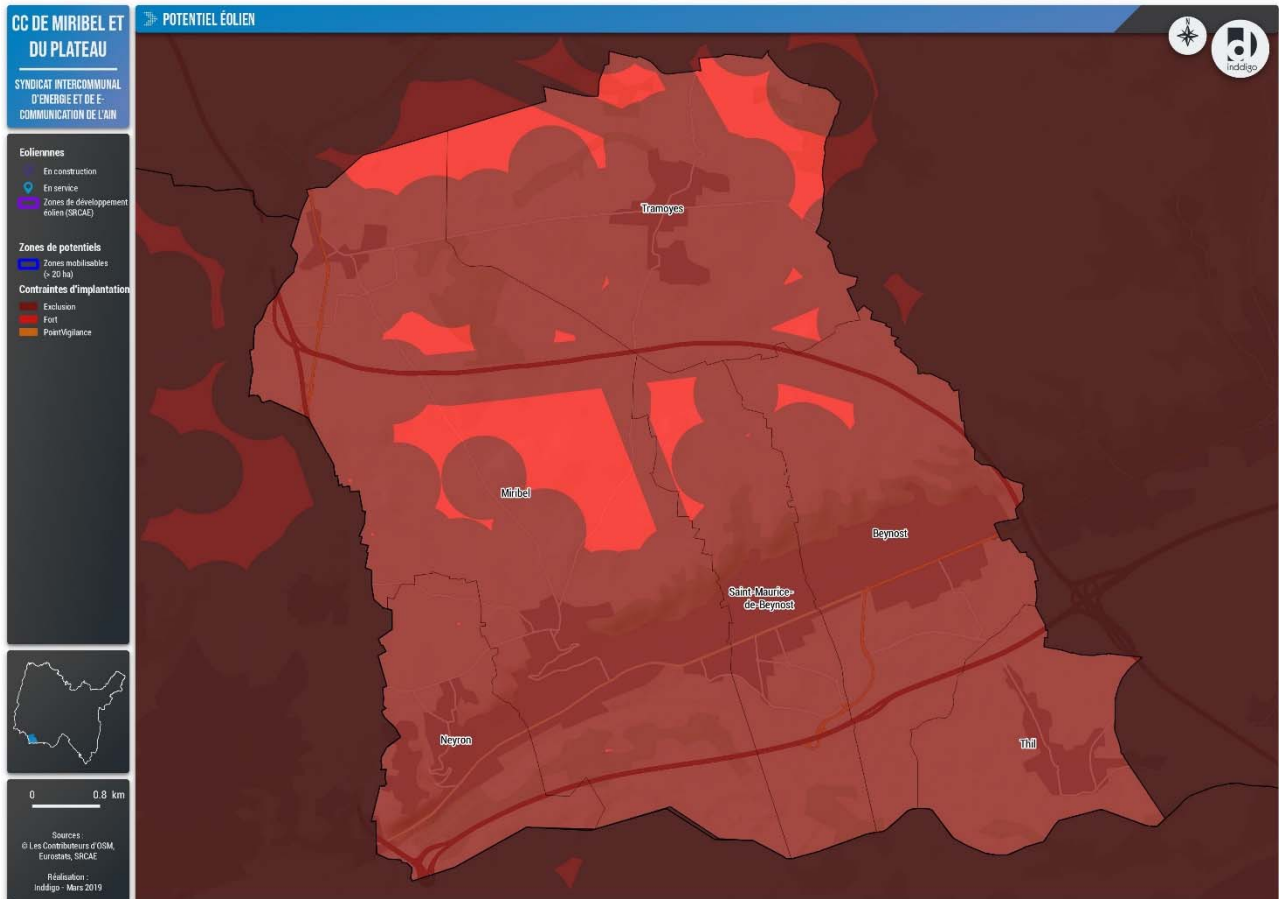 CC DE MIRIBEL ET
DU PLATEAU
SYNDICAT INTERCOMMUNAL
D'ENERGIE ET DE E-
COMMUNICATION DE L'AIN
POTENTIEL ÉOLIEN
N
inddigo
Eoliennnes
En construction
En service
Zones de développement
éolien (SRCAE)
Zones de potentiels
Zones mobilisables
(> 20 ha)
Contraintes d'implantation
Exclusion
Fort
PointVigilance
Tramoyes
Miribel
Beynost
Saint-Maurice-
de-Beynost
Neyron
Thil
0 0.8 km
Sources :
© Les Contributeurs d'OSM,
Eurostats, SRCAE
Réalisation :
Inddigo - Mars 2019